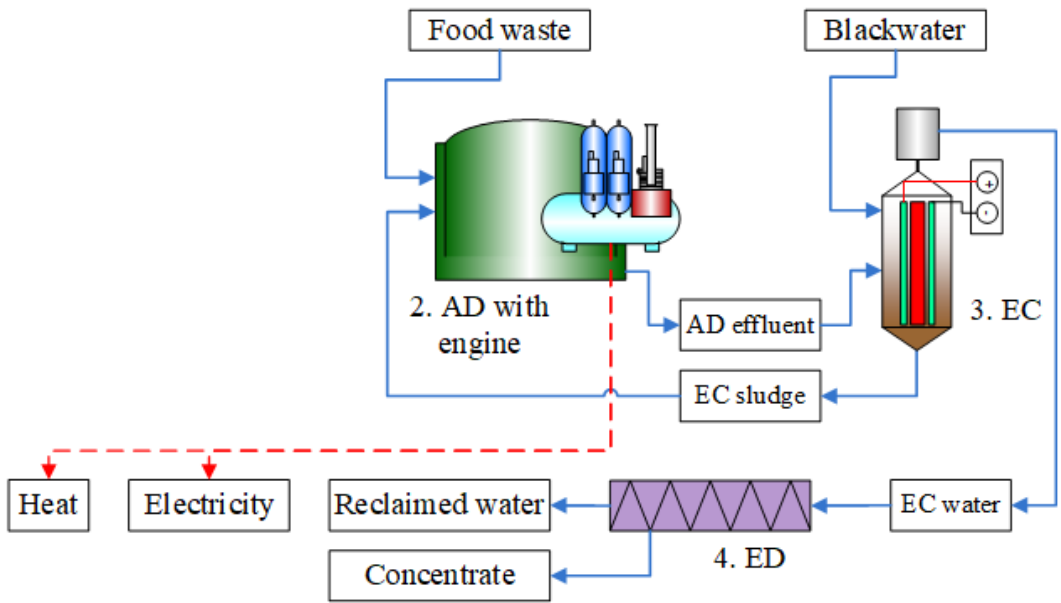 Food waste
Blackwater
+
-
2. AD with
engine
AD effluent
3. EC
EC sludge
Heat
Electricity
Reclaimed water
EC water
4. ED
Concentrate